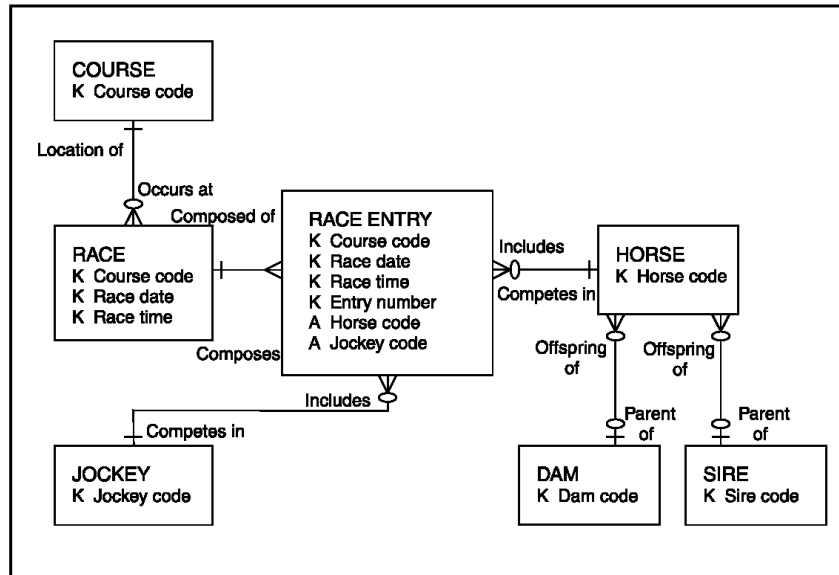 COURSE
K Course code
Location of
Occurs at
Composed of
RACE
K Course code
K Race date
K Race time
RACE ENTRY
K Course code
K Race date
K Race time
K Entry number
A Horse code
A Jockey code
Includes
Competes in
HORSE
K Horse code
Composes
Includes
Competes in
Offspring
of
Offspring
of
Parent
of
Parent
of
JOCKEY
K Jockey code
DAM
K Dam code
SIRE
K Sire code